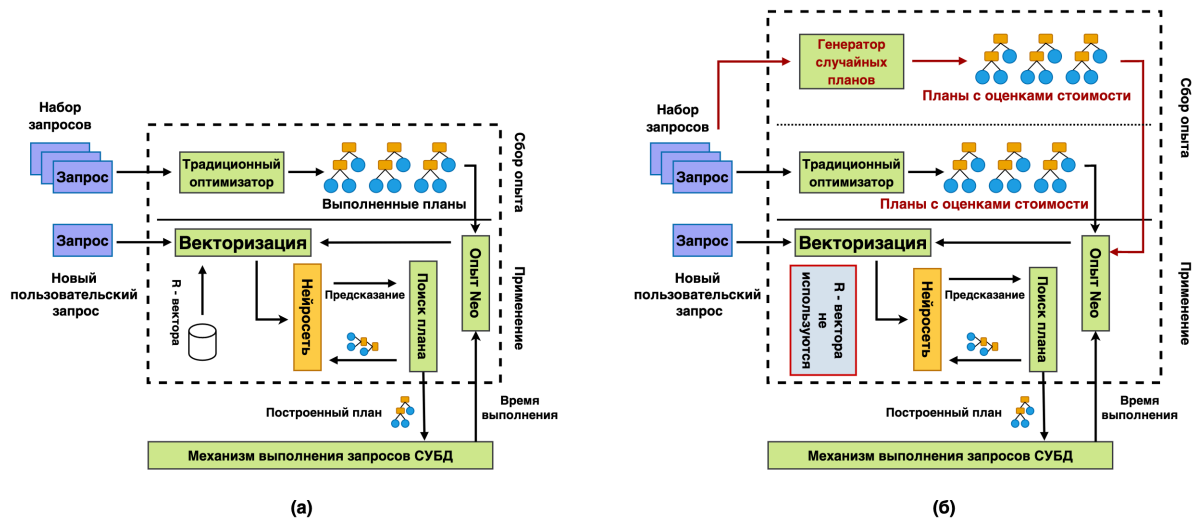 Набор
запросов
Запрос
Традиционный
оптимизатор
Выполненные планы
Сбор опыта
Запрос
Новый
пользовательский
запрос
Векторизация
R - вектора
Нейросеть
Предсказание
Поиск плана
Опыт Neo
Применение
Построенный план
Время
выполнения
Механизм выполнения запросов СУБД
(а)
Генератор
случайных
планов
Планы с оценками стоимости
Сбор опыта
Набор
запросов
Запрос
Традиционный
оптимизатор
Планы с оценками стоимости
Запрос
Новый
пользовательский
запрос
Векторизация
R - вектора
не
используются
Нейросеть
Предсказание
Поиск плана
Опыт Neo
Применение
Построенный план
Время
выполнения
Механизм выполнения запросов СУБД
(б)